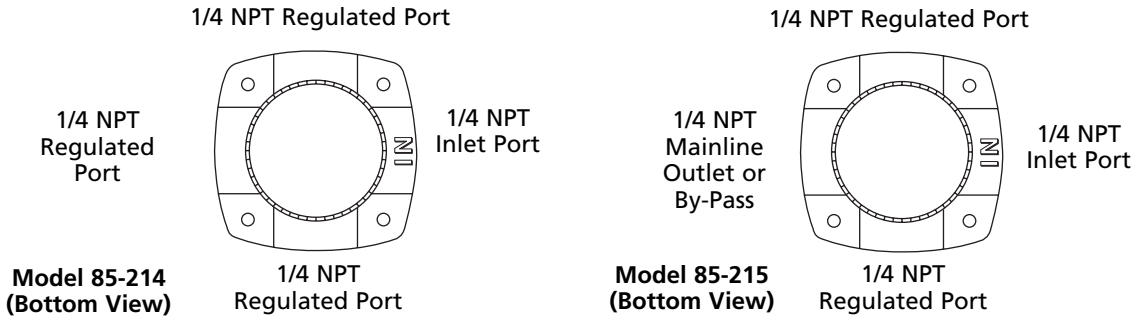 1/4 NPT Regulated Port
1/4 NPT
Regulated
Port
IN
1/4 NPT
Inlet Port
Model 85-214
(Bottom View)
1/4 NPT
Regulated Port
1/4 NPT Regulated Port
1/4 NPT
Mainline
Outlet or
By-Pass
IN
1/4 NPT
Inlet Port
Model 85-215
(Bottom View)
1/4 NPT
Regulated Port